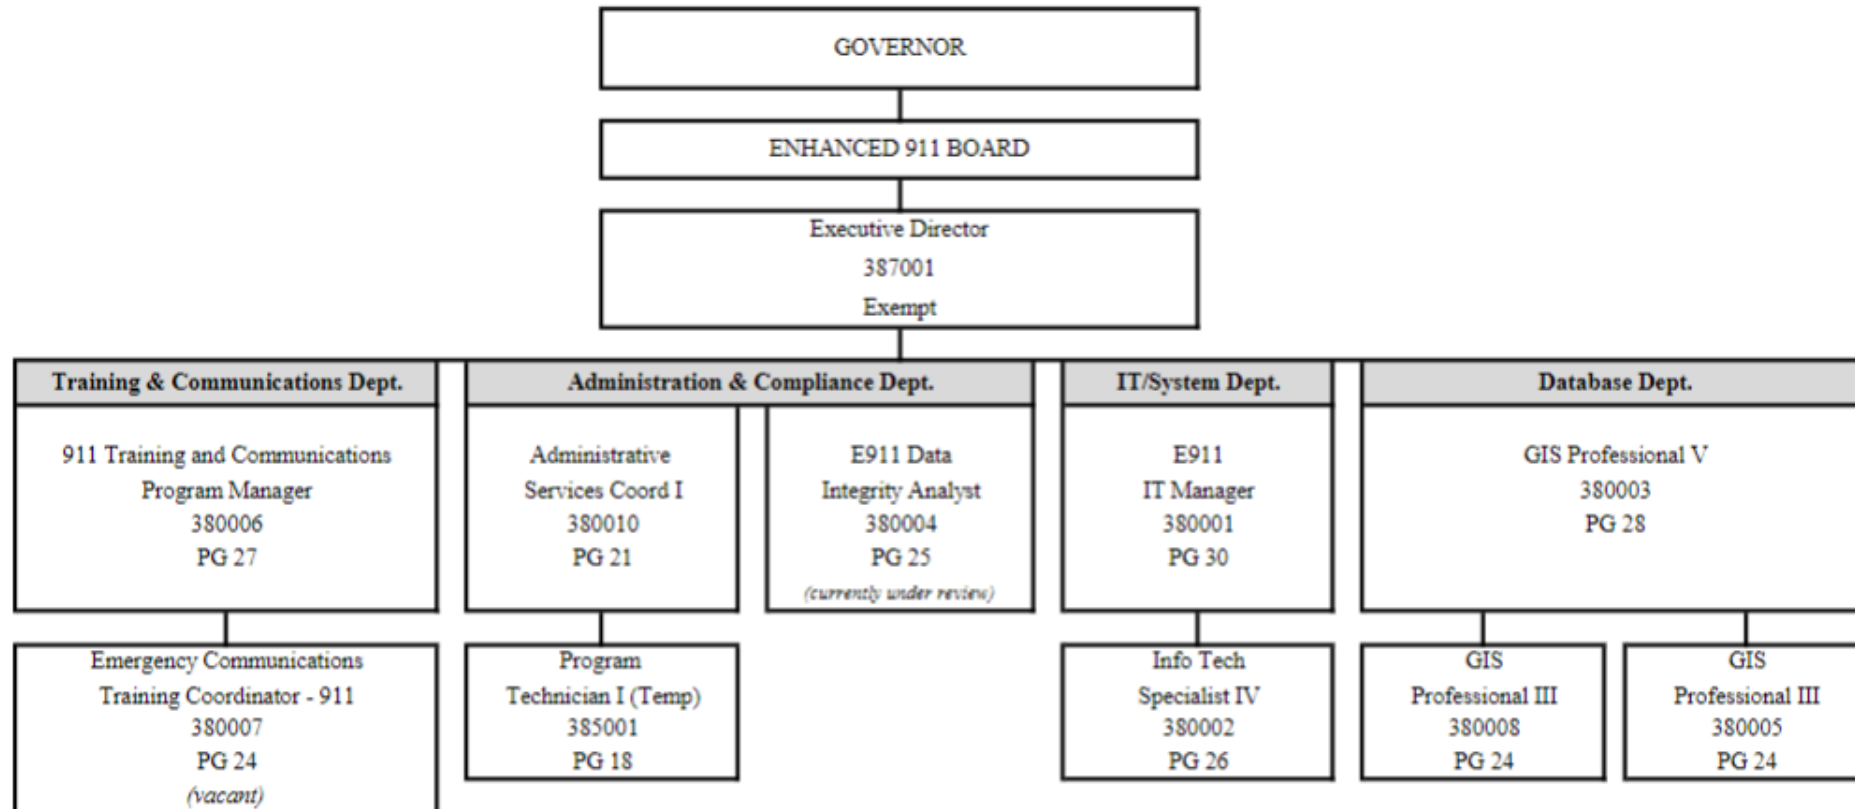 GOVERNOR
ENHANCED 911 BOARD
Executive Director
387001
Exempt
Training & Communications Dept.
911 Training and Communications
Program Manager
380006
PG 27
Emergency Communications
Training Coordinator - 911
380007
PG 24
(vacant)
Administration & Compliance Dept.
Administrative
Services Coord I
380010
PG 21
Program
Technician I (Temp)
385001
PG 18
E911 Data
Integrity Analyst
380004
PG 25
(currently under review)
IT/System Dept.
E911
IT Manager
380001
PG 30
Info Tech
Specialist IV
380002
PG 26
Database Dept.
GIS Professional V
380003
PG 28
GIS
Professional III
380008
PG 24
GIS
Professional III
380005
PG 24